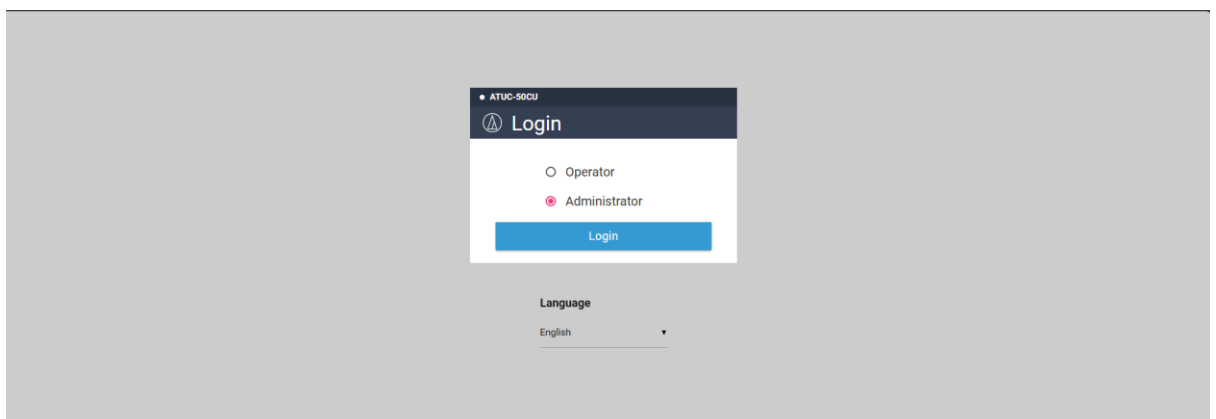 ATUC-50CU
Login
Operator
Administrator
Login
Language
English